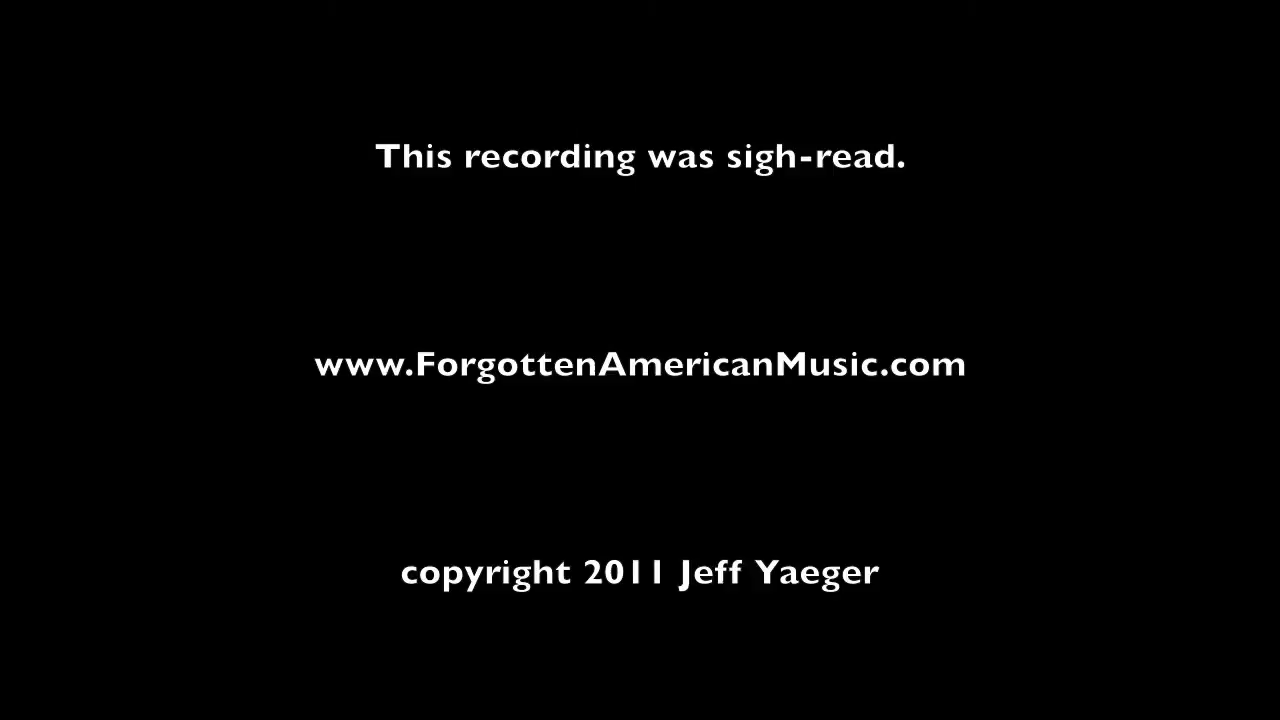 This recording was sigh-read.
www.ForgottenAmericanMusic.com
copyright 2011 Jeff Yaeger